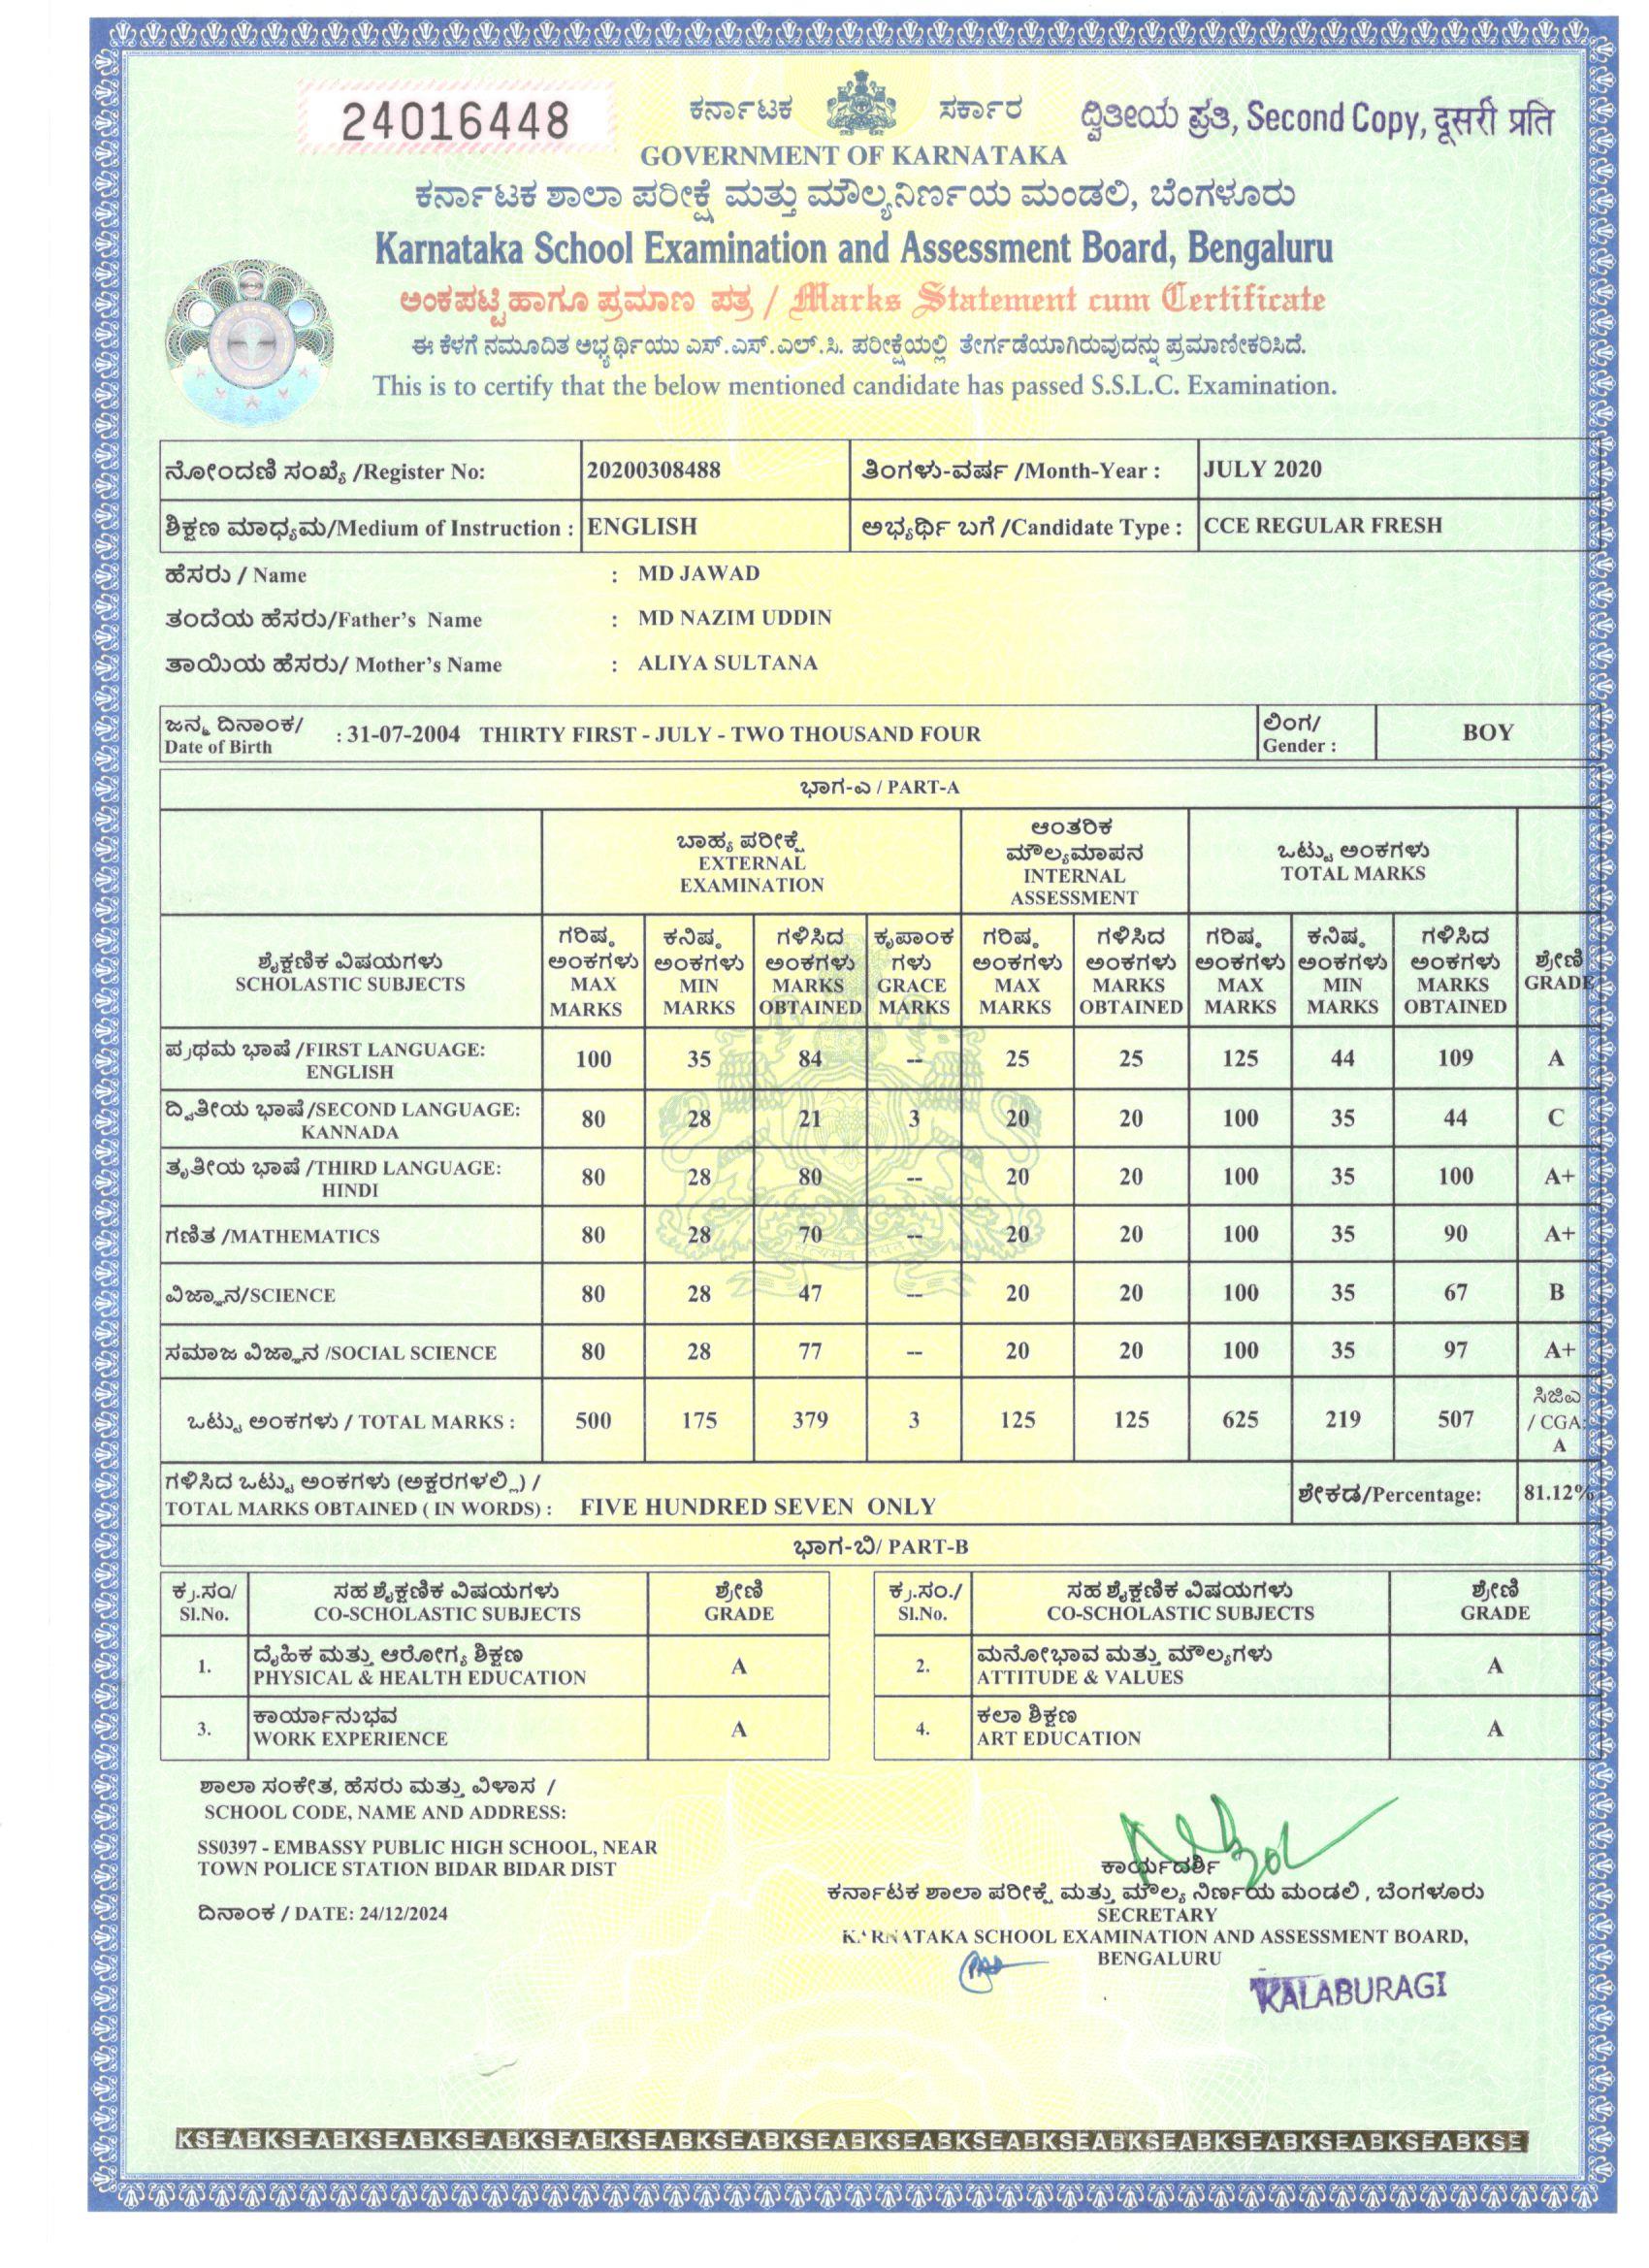 24016448
ಕರ್ನಾಟಕ ಸರ್ಕಾರ
ದ್ವಿತೀಯ ಪ್ರತಿ, Second Copy, दूसरी प्रति
GOVERNMENT OF KARNATAKA
ಕರ್ನಾಟಕ ಶಾಲಾ ಪರೀಕ್ಷೆ ಮತ್ತು ಮೌಲ್ಯನಿರ್ಣಯ ಮಂಡಲಿ, ಬೆಂಗಳೂರು
Karnataka School Examination and Assessment Board, Bengaluru
ಅಂಕಪಟ್ಟಿ ಹಾಗೂ ಪ್ರಮಾಣ ಪತ್ರ / Marks Statement cum Certificate
ಈ ಕೆಳಗೆ ನಮೂದಿತ ಅಭ್ಯರ್ಥಿಯು ಎಸ್.ಎಸ್.ಎಲ್.ಸಿ. ಪರೀಕ್ಷೆಯಲ್ಲಿ ತೇರ್ಗಡೆಯಾಗಿರುವುದನ್ನು ಪ್ರಮಾಣೀಕರಿಸಿದೆ.
This is to certify that the below mentioned candidate has passed S.S.L.C. Examination.
ನೋಂದಣಿ ಸಂಖ್ಯೆ /Register No: 20200308488 ತಿಂಗಳು-ವರ್ಷ /Month-Year : JULY 2020
ಶಿಕ್ಷಣ ಮಾಧ್ಯಮ/Medium of Instruction : ENGLISH ಅಭ್ಯರ್ಥಿ ಬಗೆ /Candidate Type : CCE REGULAR FRESH
ಹೆಸರು / Name : MD JAWAD
ತಂದೆಯ ಹೆಸರು/Father's Name : MD NAZIM UDDIN
ತಾಯಿಯ ಹೆಸರು/ Mother's Name : ALIYA SULTANA
ಜನ್ಮ ದಿನಾಂಕ/
Date of Birth : 31-07-2004 THIRTY FIRST - JULY - TWO THOUSAND FOUR
ಲಿಂಗ/
Gender : BOY
ಭಾಗ-ಎ / PART-A
ಬಾಹ್ಯ ಪರೀಕ್ಷೆ
EXTERNAL
EXAMINATION
ಆಂತರಿಕ
ಮೌಲ್ಯಮಾಪನ
INTERNAL
ASSESSMENT
ಒಟ್ಟು ಅಂಕಗಳು
TOTAL MARKS
ಶೈಕ್ಷಣಿಕ ವಿಷಯಗಳು
SCHOLASTIC SUBJECTS
ಗರಿಷ್ಠ
ಅಂಕಗಳು
MAX
MARKS
ಕನಿಷ್ಠ
ಅಂಕಗಳು
MIN
MARKS
ಗಳಿಸಿದ
ಅಂಕಗಳು
MARKS
OBTAINED
ಕೃಪಾಂಕ
ಗಳು
GRACE
MARKS
ಗರಿಷ್ಠ
ಅಂಕಗಳು
MAX
MARKS
ಗಳಿಸಿದ
ಅಂಕಗಳು
MARKS
OBTAINED
ಗರಿಷ್ಠ
ಅಂಕಗಳು
MAX
MARKS
ಕನಿಷ್ಠ
ಅಂಕಗಳು
MIN
MARKS
ಗಳಿಸಿದ
ಅಂಕಗಳು
MARKS
OBTAINED
ಶ್ರೇಣಿ
GRADE
ಪ್ರಥಮ ಭಾಷೆ /FIRST LANGUAGE:
ENGLISH 100 35 84 -- 25 25 125 44 109 A
ದ್ವಿತೀಯ ಭಾಷೆ/SECOND LANGUAGE:
KANNADA 80 28 21 3 20 20 100 35 44 C
ತೃತೀಯ ಭಾಷೆ /THIRD LANGUAGE:
HINDI 80 28 80 -- 20 20 100 35 100 A+
ಗಣಿತ /MATHEMATICS 80 28 70 -- 20 20 100 35 90 A+
ವಿಜ್ಞಾನ/SCIENCE 80 28 47 -- 20 20 100 35 67 B
ಸಮಾಜ ವಿಜ್ಞಾನ /SOCIAL SCIENCE 80 28 77 -- 20 20 100 35 97 A+
ಒಟ್ಟು ಅಂಕಗಳು / TOTAL MARKS : 500 175 379 3 125 125 625 219 507
ಸಿಜಿಎ
/ CGA:
A
ಗಳಿಸಿದ ಒಟ್ಟು ಅಂಕಗಳು (ಅಕ್ಷರಗಳಲ್ಲಿ) /
TOTAL MARKS OBTAINED ( IN WORDS) : FIVE HUNDRED SEVEN ONLY
ಶೇಕಡ/Percentage: 81.12%
ಭಾಗ-ಬಿ/ PART-B
ಕ್ರ.ಸಂ/ ಸಹ ಶೈಕ್ಷಣಿಕ ವಿಷಯಗಳು ಶ್ರೇಣಿ ಕ್ರ.ಸಂ./ ಸಹ ಶೈಕ್ಷಣಿಕ ವಿಷಯಗಳು ಶ್ರೇಣಿ
Sl.No. CO-SCHOLASTIC SUBJECTS GRADE Sl.No. CO-SCHOLASTIC SUBJECTS GRADE
1. ದೈಹಿಕ ಮತ್ತು ಆರೋಗ್ಯ ಶಿಕ್ಷಣ
PHYSICAL & HEALTH EDUCATION A
2. ಮನೋಭಾವ ಮತ್ತು ಮೌಲ್ಯಗಳು
ATTITUDE & VALUES A
3. ಕಾರ್ಯಾನುಭವ
WORK EXPERIENCE A
4. ಕಲಾ ಶಿಕ್ಷಣ
ART EDUCATION A
ಶಾಲಾ ಸಂಕೇತ, ಹೆಸರು ಮತ್ತು ವಿಳಾಸ /
SCHOOL CODE, NAME AND ADDRESS:
SS0397 - EMBASSY PUBLIC HIGH SCHOOL, NEAR
TOWN POLICE STATION BIDAR BIDAR DIST
ದಿನಾಂಕ / DATE: 24/12/2024
ಕಾರ್ಯದರ್ಶಿ
ಕರ್ನಾಟಕ ಶಾಲಾ ಪರೀಕ್ಷೆ ಮತ್ತು ಮೌಲ್ಯ ನಿರ್ಣಯ ಮಂಡಲಿ, ಬೆಂಗಳೂರು
SECRETARY
KARNATAKA SCHOOL EXAMINATION AND ASSESSMENT BOARD,
BENGALURU
KALABURAGI
KSEABKSEABKSEABKSEABKSEABKSEABKSEABKSEABKSEABKSEABKSEABKSEABKSEABKSEABKSEABKSEABKSE